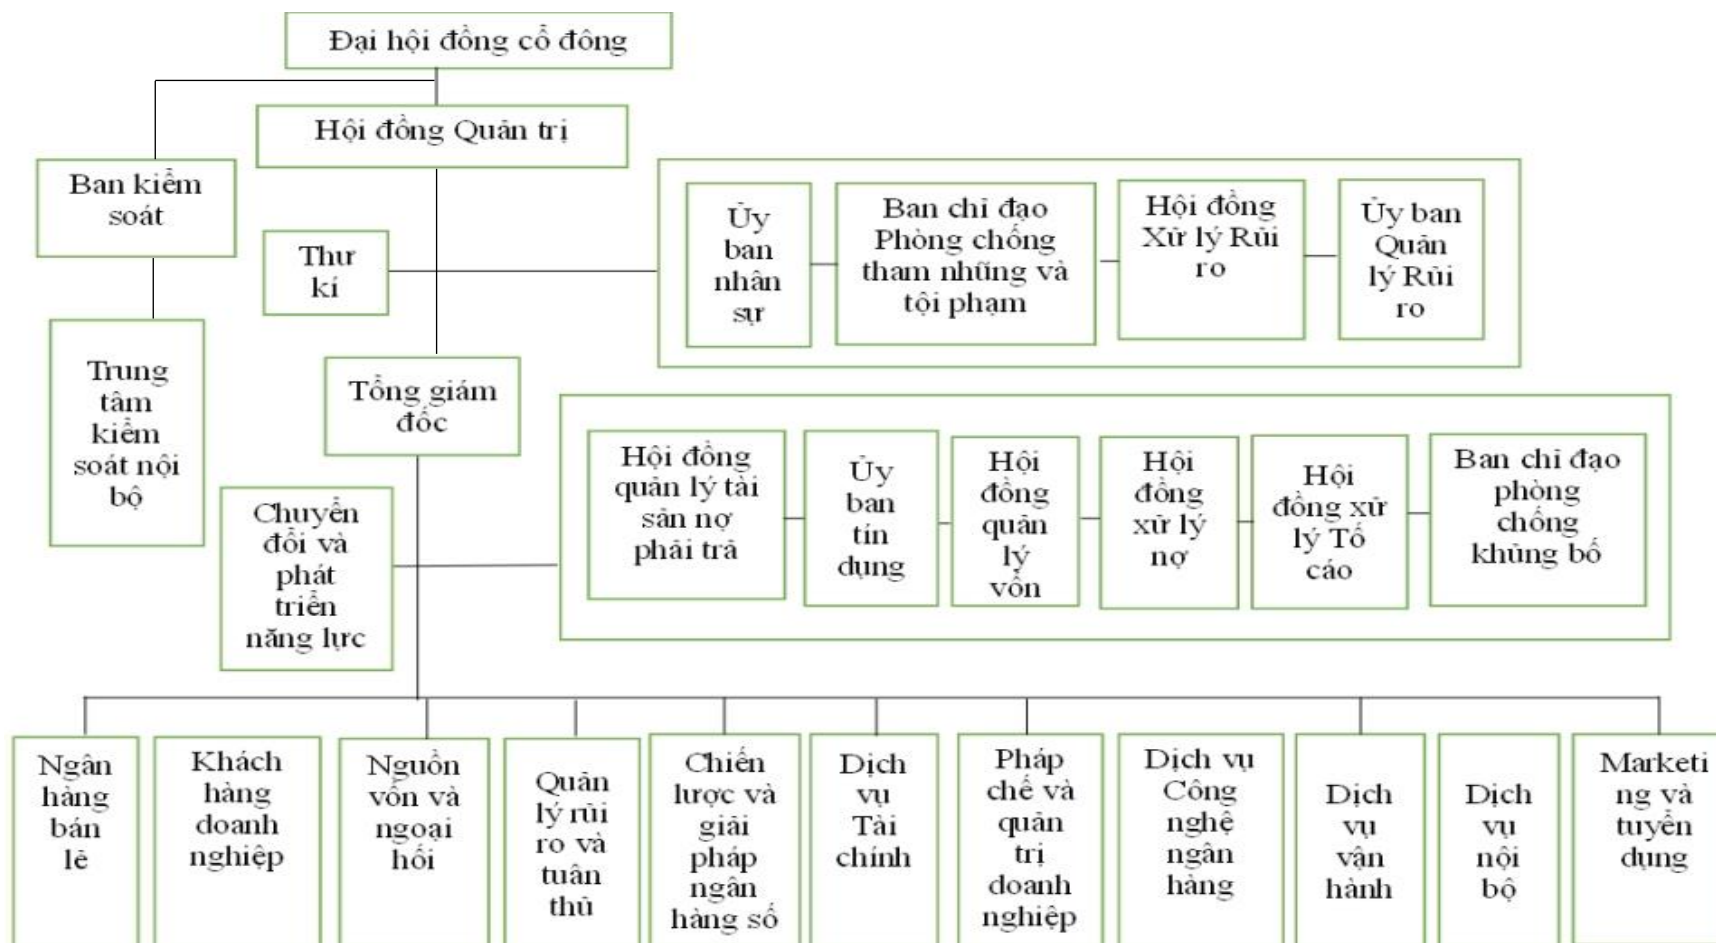 Đại hội đồng cổ đông
Hội đồng Quản trị
Ban kiểm
soát
Thư
kí
Ủy
ban
nhân
sự
Ban chỉ đạo
Phòng chống
tham nhũng và
tội phạm
Hội đồng
Xử lý Rủi
ro
Ủy ban
Quản
lý Rủi
ro
Trung
tâm
kiểm
soát nội
bộ
Tổng giám
đốc
Chuyển
đổi và
phát
triển
năng lực
Hội đồng
quản lý tài
sản nợ
phải trả
Ủy
ban
tín
dụng
Hội
đồng
quản
lý
vốn
Hội
đồng
xử lý
nợ
Hội
đồng xử
lý Tố
cáo
Ban chỉ đạo
phòng
chống
khủng bố
Ngân
hàng
bán
lẻ
Khách
hàng
doanh
nghiệp
Nguồn
vốn và
ngoại
hối
Quản
lý rủi
ro và
tuân
thủ
Chiến
lược và
giải
pháp
ngân
hàng số
Dịch
vụ
Tài
chính
Pháp
chế và
quản
trị
doanh
nghiệp
Dịch vụ
Công
nghệ
ngân
hàng
Dịch
vụ
vận
hành
Dịch
vụ
nội
bộ
Marketi
ng và
tuyển
dụng